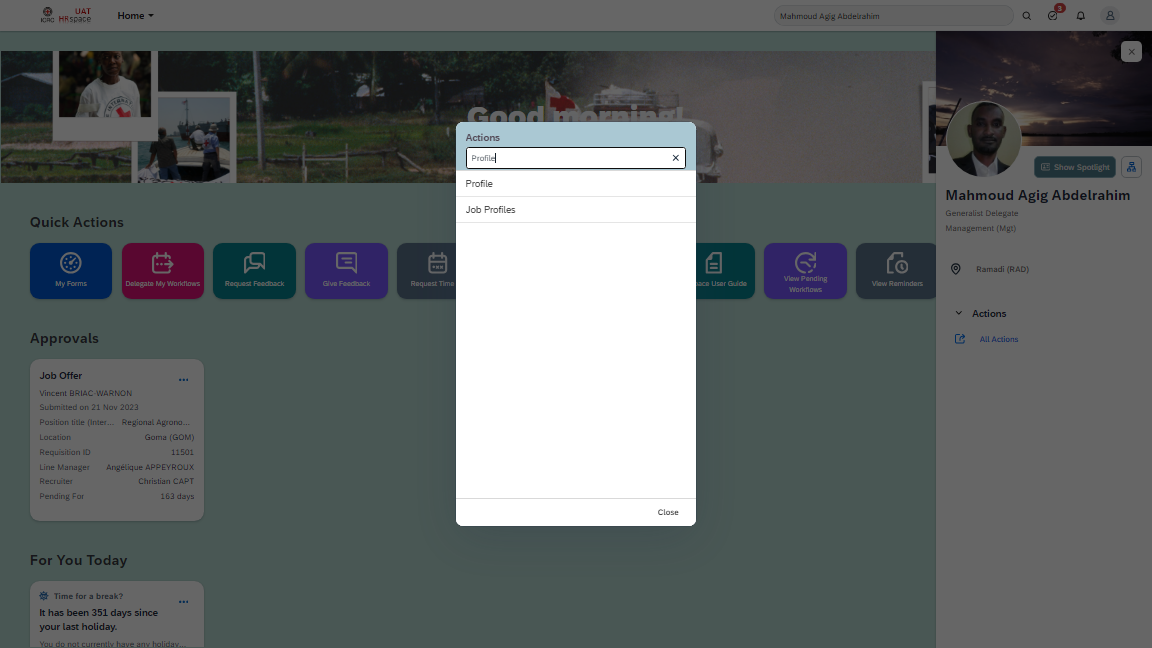 ICRC
UAT
HRspace
Home
Mahmoud Agig Abdelrahim
3
Good morning!
Actions
Profile
Profile
Job Profiles
Close
Show Spotlight
Mahmoud Agig Abdelrahim
Generalist Delegate
Management (Mgt)
Ramadi (RAD)
Actions
All Actions
Quick Actions
My Forms
Delegate My Workflows
Request Feedback
Give Feedback
Request Time
pace User Guide
View Pending
Workflows
View Reminders
Approvals
Job Offer
Vincent BRIAC-WARNON
Submitted on 21 Nov 2023
Position title (Inter... Regional Agrono...
Location Goma (GOM)
Requisition ID 11501
Line Manager Angélique APPEYROUX
Recruiter Christian CAPT
Pending For 163 days
For You Today
Time for a break?
It has been 351 days since
your last holiday.
You do not currently have any holiday...